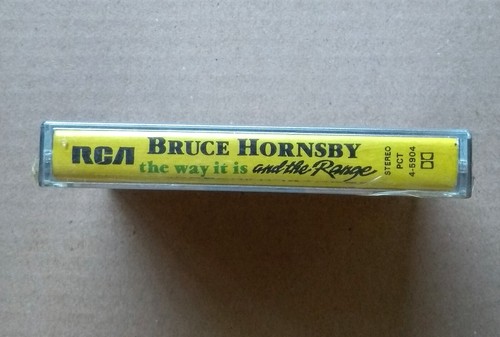 RCA
BRUCE HORNSBY
the way it is and the Range
STEREO
PCT
4-5904